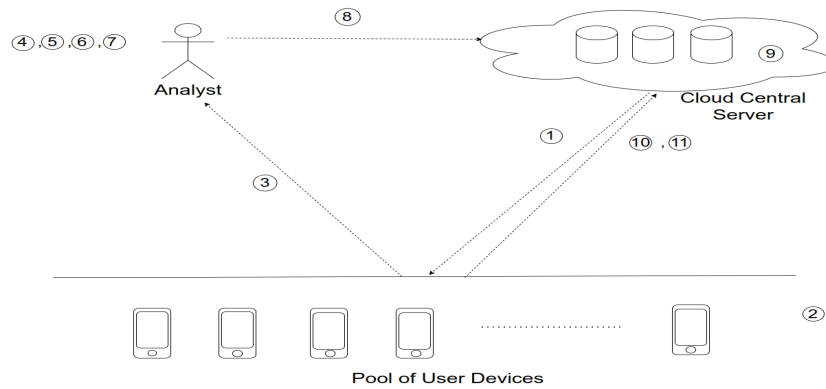 8
4 , 5 , 6 , 7
9
Analyst
Cloud Central
Server
1
10 , 11
3
2
Pool of User Devices